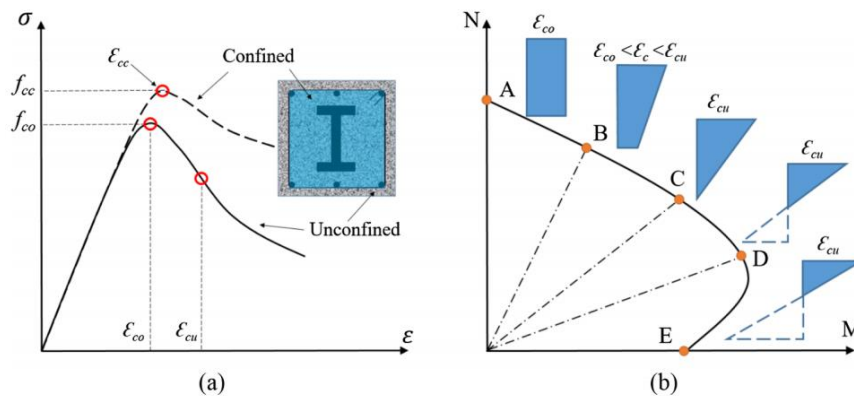 σ
ε_cc
Confined
f_cc
f_co
Unconfined
ε_co
ε_cu
ε
(a)
N
ε_co
ε_co <ε_c <ε_cu
A
B
ε_cu
C
ε_cu
D
ε_cu
E
M
(b)